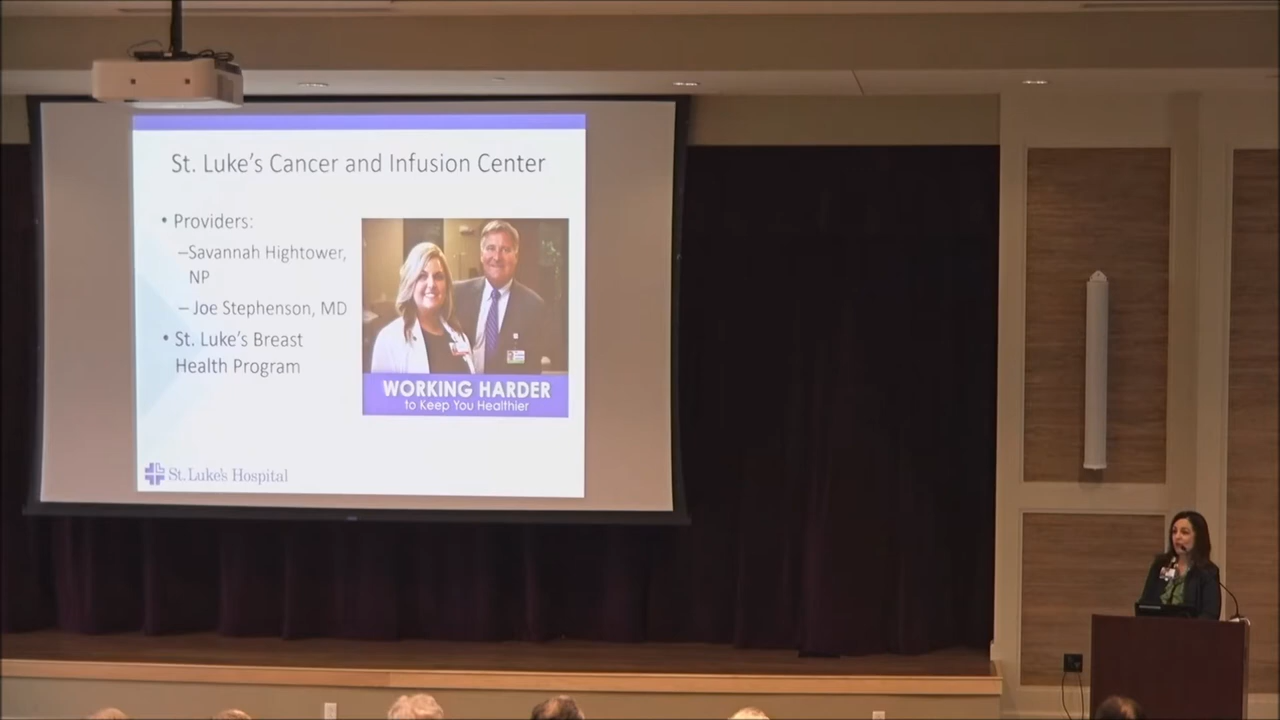 St. Luke's Cancer and Infusion Center
• Providers:
–Savannah Hightower,
NP
– Joe Stephenson, MD
• St. Luke's Breast
Health Program
WORKING HARDER
to Keep You Healthier
St. Luke's Hospital